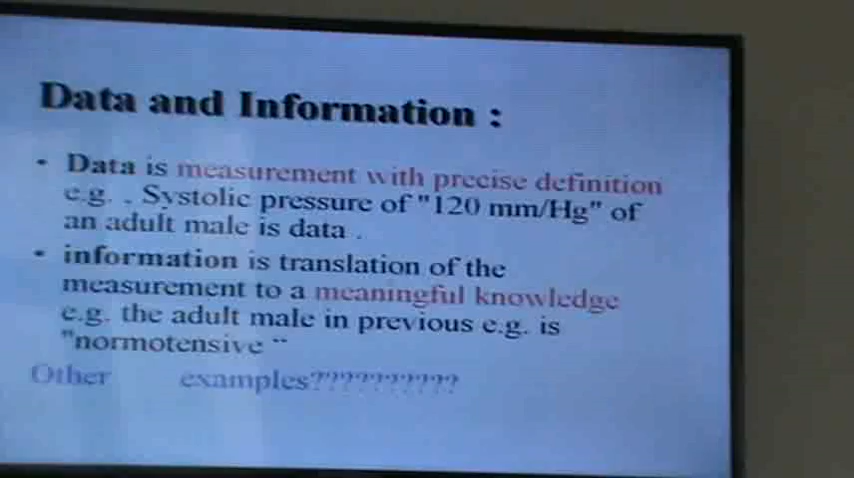 Data and Information :
• Data is measurement with precise definition
e.g. . Systolic pressure of "120 mm/Hg" of
an adult male is data .
• information is translation of the
measurement to a meaningful knowledge
e.g. the adult male in previous e.g. is
"normotensive "
Other examples??????????